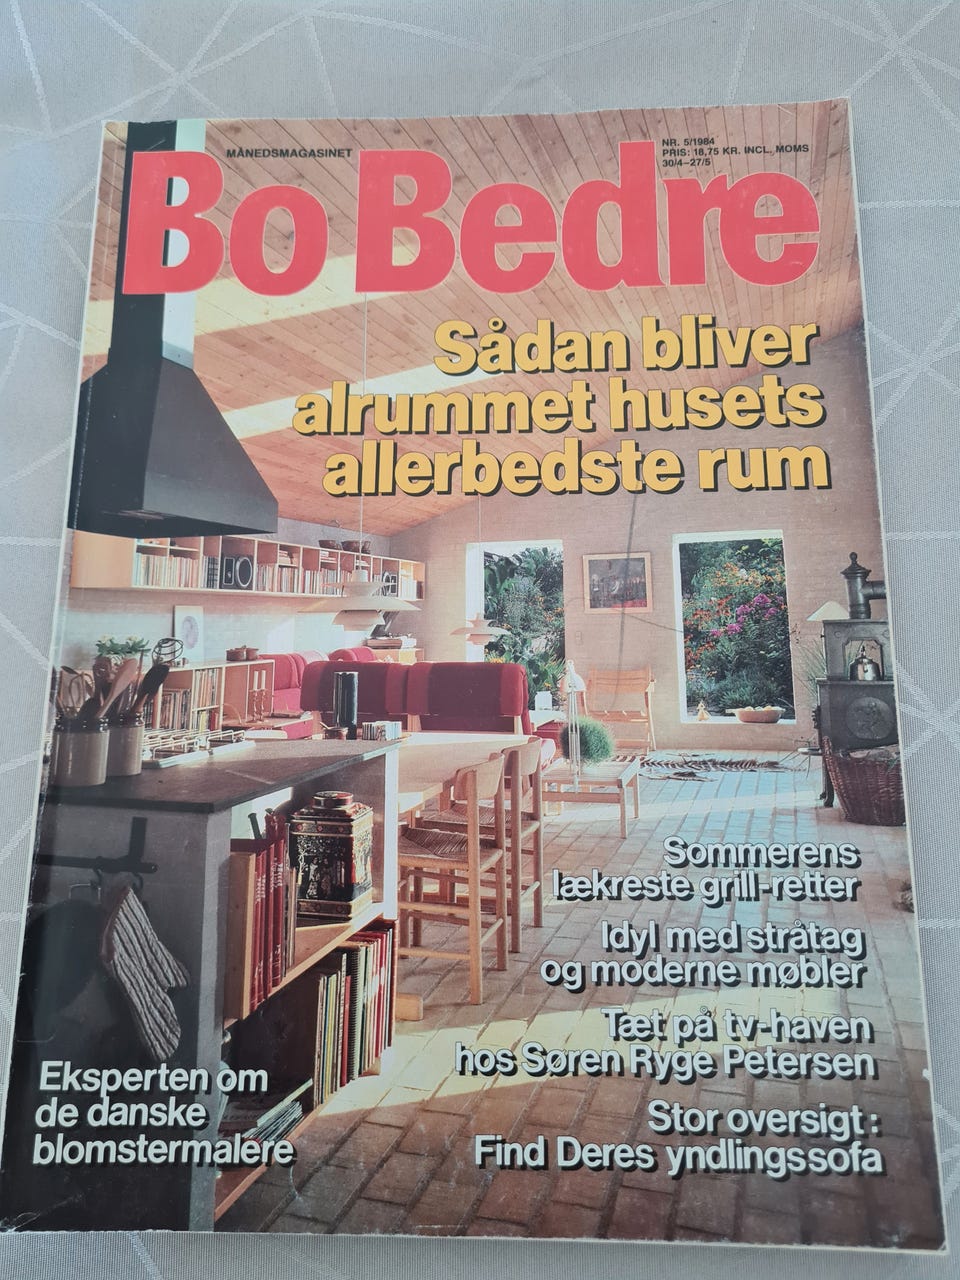 MÅNEDSMAGASINET
NR. 5/1984
PRIS: 18,75 KR. INCL. MOMS
30/4–27/5
Bo Bedre
Sådan bliver
alrummet husets
allerbedste rum
Sommerens
lækreste grill-retter
Idyl med stråtag
og moderne møbler
Tæt på tv-haven
hos Søren Ryge Petersen
Stor oversigt:
Find Deres yndlingssofa
Eksperten om
de danske
blomstermalere